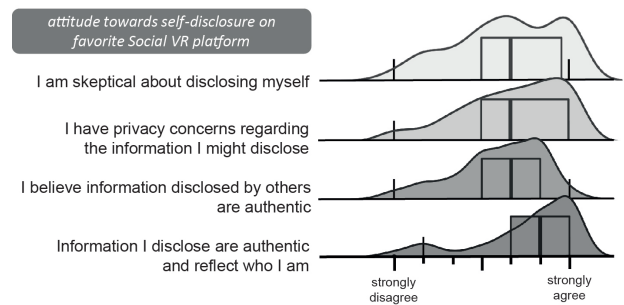 attitude towards self-disclosure on
favorite Social VR platform
I am skeptical about disclosing myself
I have privacy concerns regarding
the information I might disclose
I believe information disclosed by others
are authentic
Information I disclose are authentic
and reflect who I am
strongly
disagree
strongly
agree